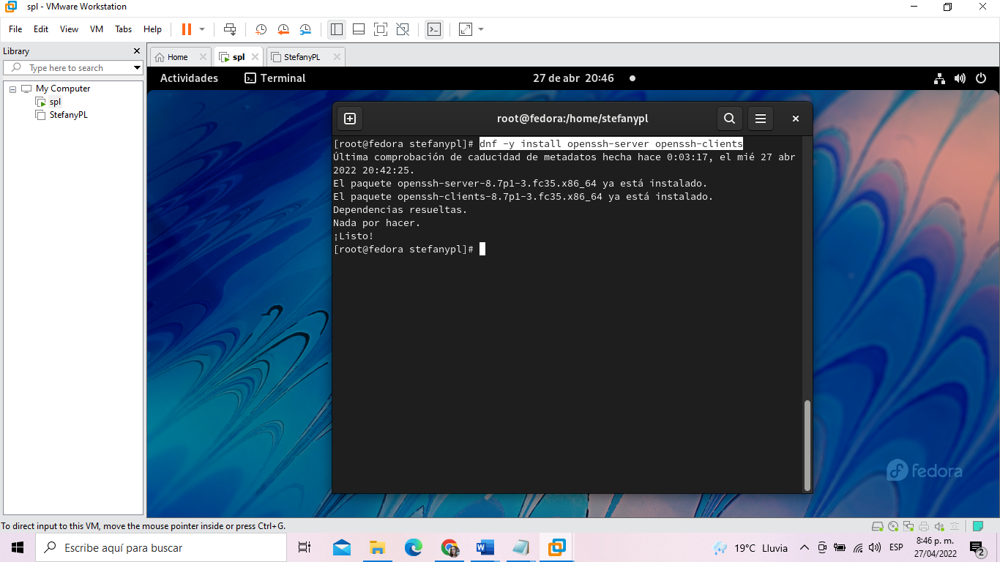 spl - VMware Workstation
File Edit View VM Tabs Help
Library
Type here to search
My Computer
spl
StefanyPL
Home
spl
StefanyPL
Actividades
Terminal
27 de abr 20:46
root@fedora:/home/stefanypl
[root@fedora stefanypl]# dnf -y install openssh-server openssh-clients
Última comprobación de caducidad de metadatos hecha hace 0:03:17, el mié 27 abr
2022 20:42:25.
El paquete openssh-server-8.7p1-3.fc35.x86_64 ya está instalado.
El paquete openssh-clients-8.7p1-3.fc35.x86_64 ya está instalado.
Dependencias resueltas.
Nada por hacer.
¡Listo!
[root@fedora stefanypl]#
fedora
To direct input to this VM, move the mouse pointer inside or press Ctrl+G.
Escribe aquí para buscar
19°C Lluvia
ESP
8:46 p. m.
27/04/2022
2